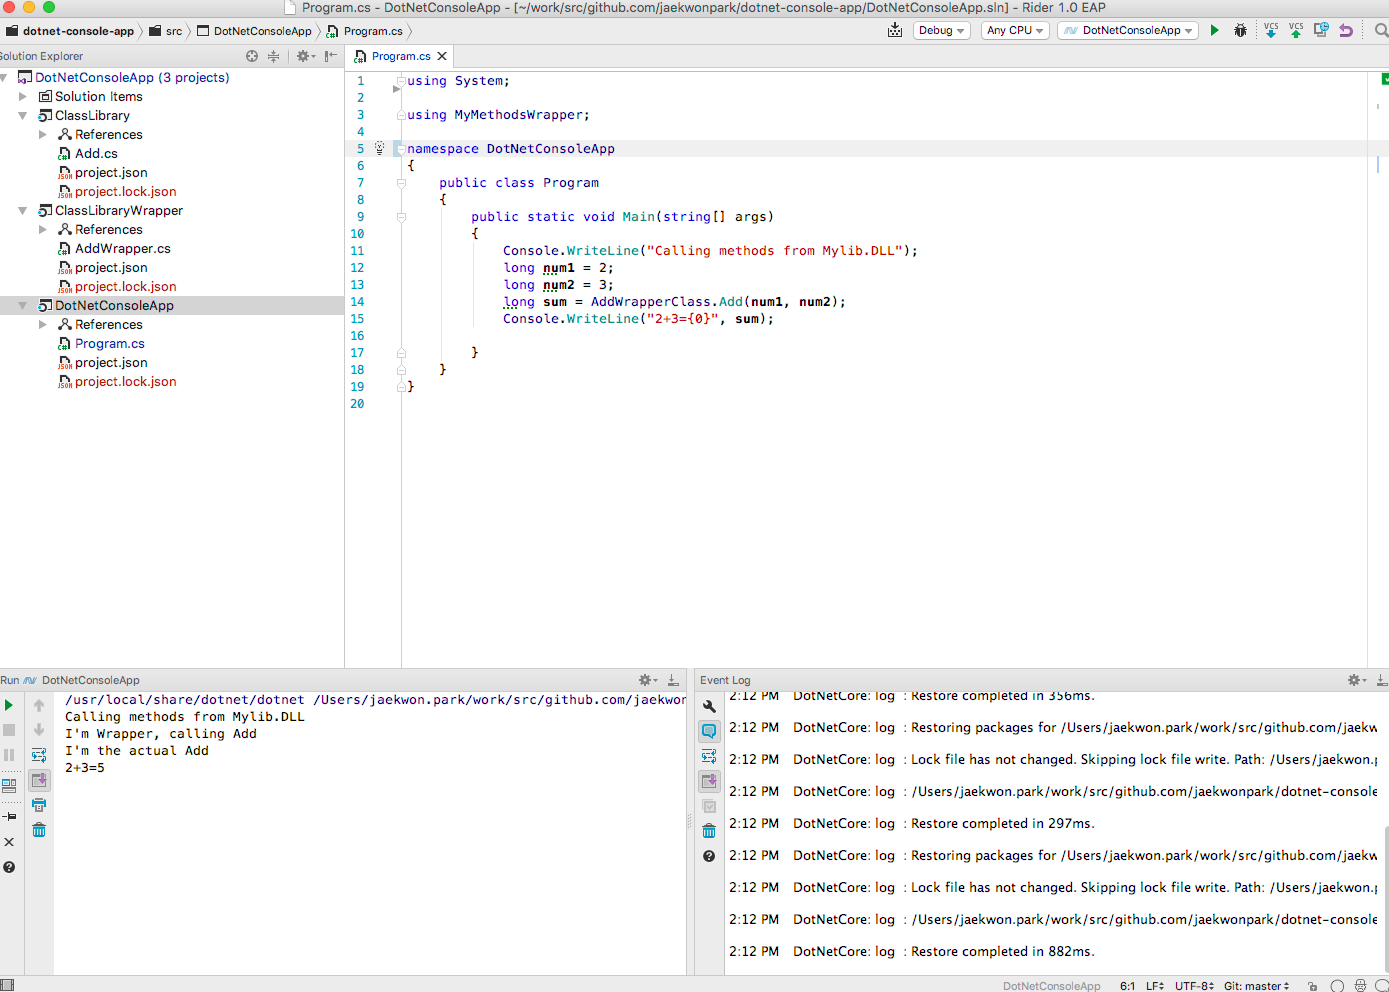 Program.cs - DotNetConsoleApp - [~/work/src/github.com/jaekwonpark/dotnet-console-app/DotNetConsoleApp.sln] - Rider 1.0 EAP
dotnet-console-app src DotNetConsoleApp Program.cs Debug Any CPU DotNetConsoleApp VCS VCS
Solution Explorer
Program.cs
DotNetConsoleApp (3 projects)
Solution Items
ClassLibrary
References
Add.cs
project.json
project.lock.json
ClassLibraryWrapper
References
AddWrapper.cs
project.json
project.lock.json
DotNetConsoleApp
References
Program.cs
project.json
project.lock.json
1 using System;
2
3 using MyMethodsWrapper;
4
5 namespace DotNetConsoleApp
6 {
7 public class Program
8 {
9 public static void Main(string[] args)
10 {
11 Console.WriteLine("Calling methods from Mylib.DLL");
12 long num1 = 2;
13 long num2 = 3;
14 long sum = AddWrapperClass.Add(num1, num2);
15 Console.WriteLine("2+3={0}", sum);
16
17 }
18 }
19 }
20
Run DotNetConsoleApp
/usr/local/share/dotnet/dotnet /Users/jaekwon.park/work/src/github.com/jaekwon
Calling methods from Mylib.DLL
I'm Wrapper, calling Add
I'm the actual Add
2+3=5
Event Log
2:12 PM DotNetCore: log : Restore completed in 356ms.
2:12 PM DotNetCore: log : Restoring packages for /Users/jaekwon.park/work/src/github.com/jaekw
2:12 PM DotNetCore: log : Lock file has not changed. Skipping lock file write. Path: /Users/jaekwon.p
2:12 PM DotNetCore: log : /Users/jaekwon.park/work/src/github.com/jaekwonpark/dotnet-console
2:12 PM DotNetCore: log : Restore completed in 297ms.
2:12 PM DotNetCore: log : Restoring packages for /Users/jaekwon.park/work/src/github.com/jaekw
2:12 PM DotNetCore: log : Lock file has not changed. Skipping lock file write. Path: /Users/jaekwon.p
2:12 PM DotNetCore: log : /Users/jaekwon.park/work/src/github.com/jaekwonpark/dotnet-console
2:12 PM DotNetCore: log : Restore completed in 882ms.
DotNetConsoleApp 6:1 LF UTF-8 Git: master